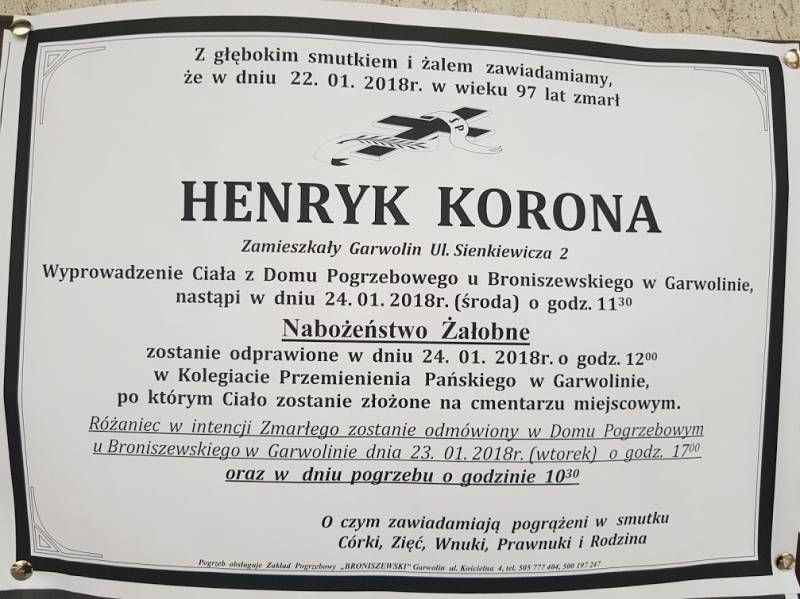 Z głębokim smutkiem i żalem zawiadamiamy,
że w dniu 22. 01. 2018r. w wieku 97 lat zmarł
ŚP
HENRYK KORONA
Zamieszkały Garwolin Ul. Sienkiewicza 2
Wyprowadzenie Ciała z Domu Pogrzebowego u Broniszewskiego w Garwolinie,
nastąpi w dniu 24. 01. 2018r. (środa) o godz. 11³⁰
Nabożeństwo Żałobne
zostanie odprawione w dniu 24. 01. 2018r. o godz. 12⁰⁰
w Kolegiacie Przemienienia Pańskiego w Garwolinie,
po którym Ciało zostanie złożone na cmentarzu miejscowym.
Różaniec w intencji Zmarłego zostanie odmówiony w Domu Pogrzebowym
u Broniszewskiego w Garwolinie dnia 23. 01. 2018r. (wtorek) o godz. 17⁰⁰
oraz w dniu pogrzebu o godzinie 10³⁰
O czym zawiadamiają pogrążeni w smutku
Córki, Zięć, Wnuki, Prawnuki i Rodzina
Pogrzeb obsługuje Zakład Pogrzebowy „BRONISZEWSKI" Garwolin ul. Kościelna 4, tel. 505 777 404, 500 197 247